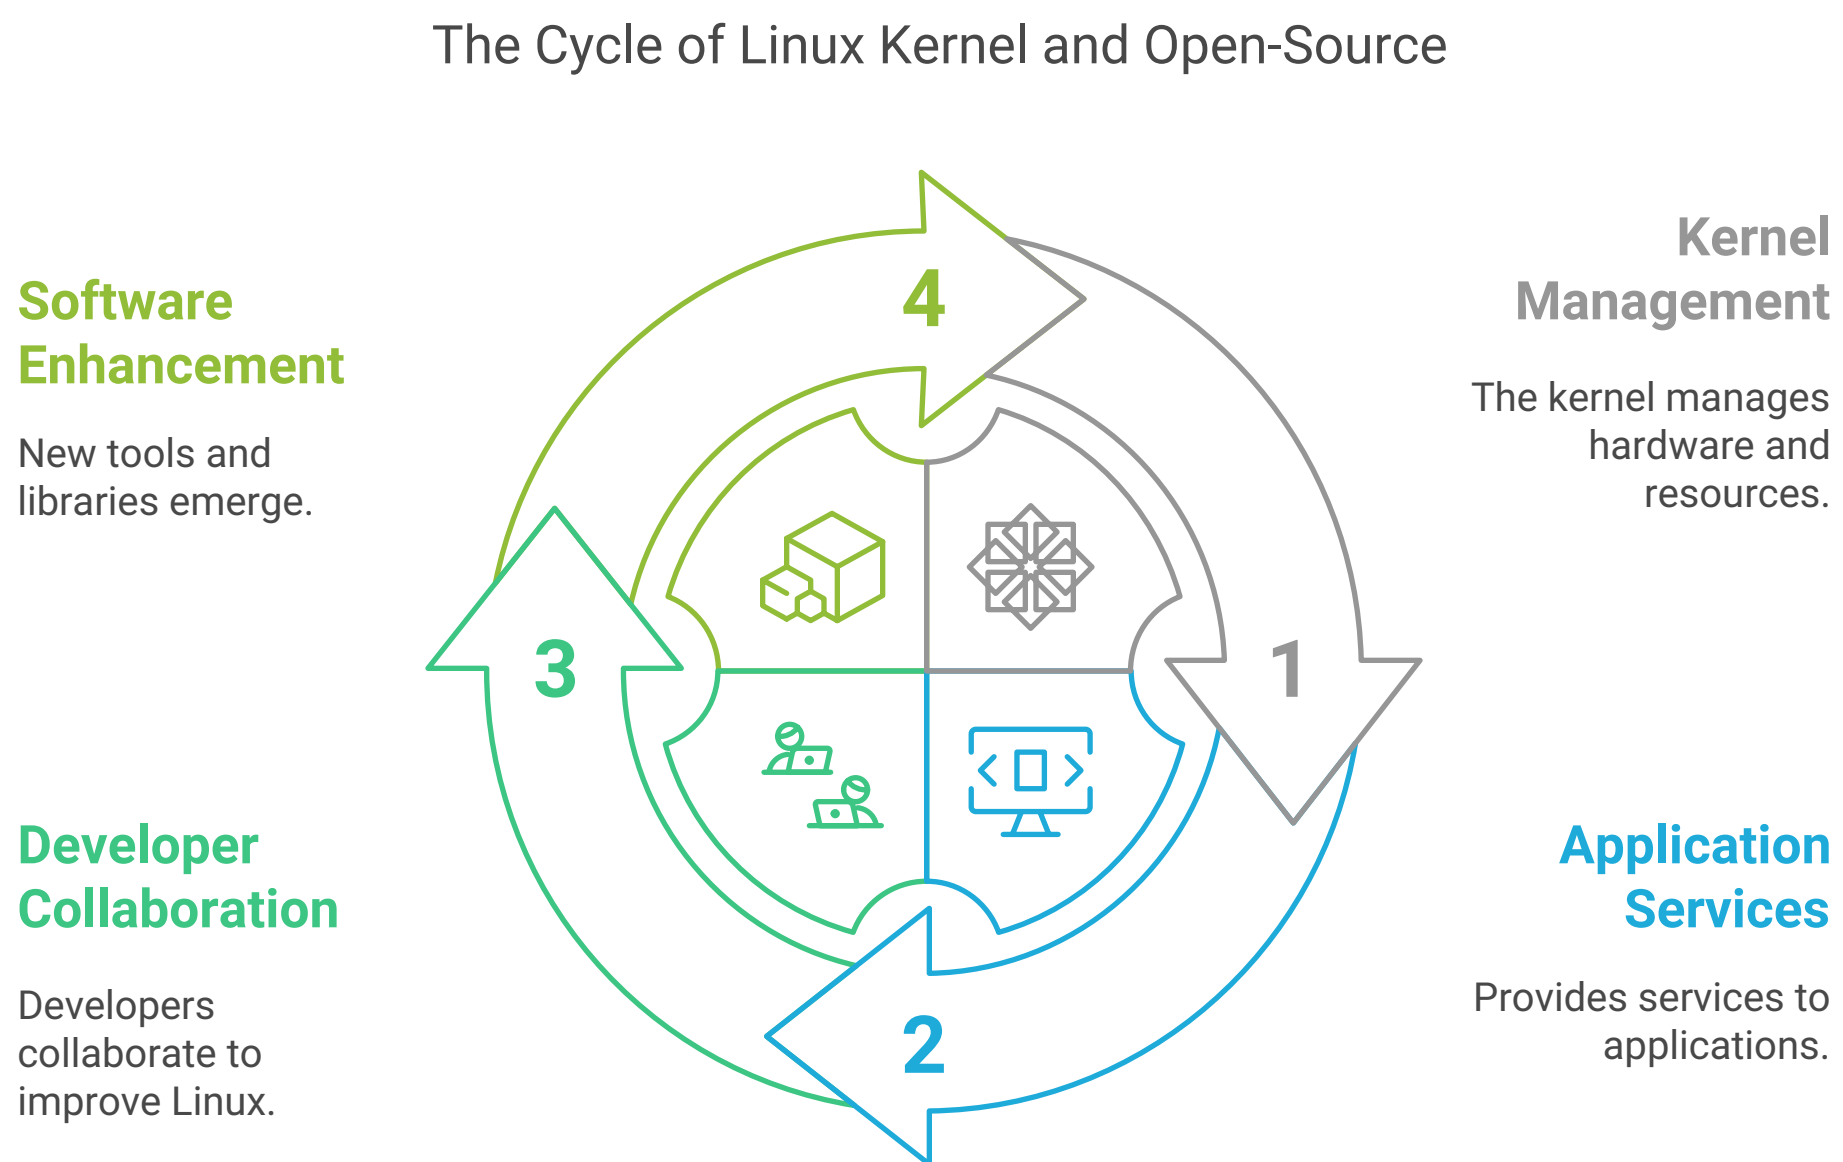 The Cycle of Linux Kernel and Open-Source
4
Kernel
Management
The kernel manages
hardware and
resources.
1
Application
Services
Provides services to
applications.
2
Developer
Collaboration
Developers
collaborate to
improve Linux.
3
Software
Enhancement
New tools and
libraries emerge.